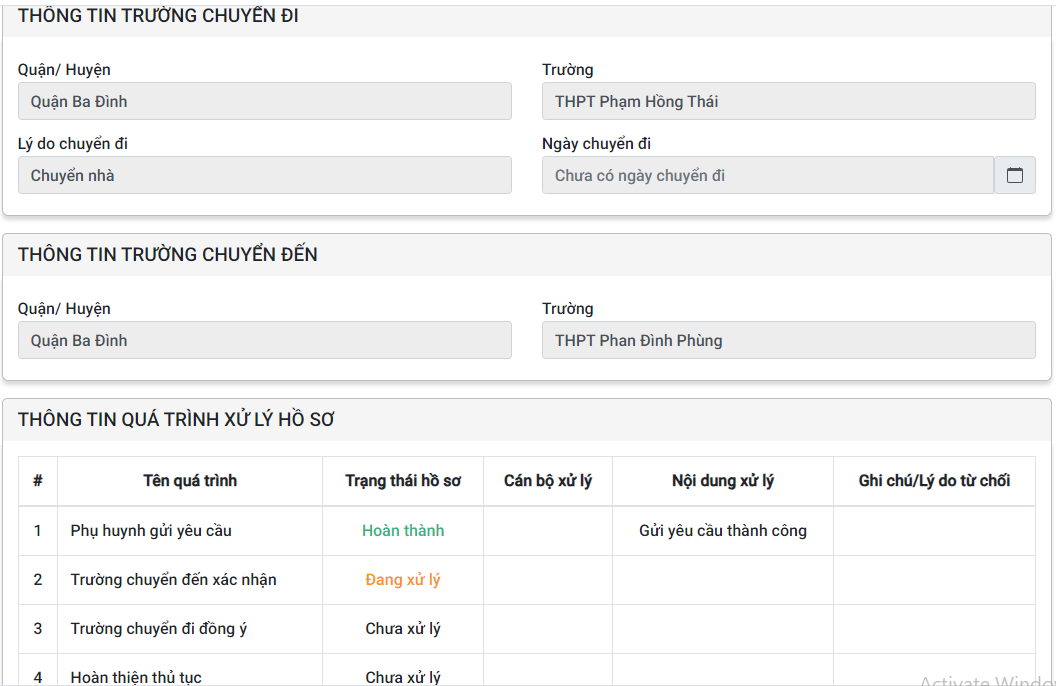 THÔNG TIN TRƯỜNG CHUYỂN ĐI
Quận/ Huyện Trường
Quận Ba Đình THPT Phạm Hồng Thái
Lý do chuyển đi Ngày chuyển đi
Chuyển nhà Chưa có ngày chuyển đi
THÔNG TIN TRƯỜNG CHUYỂN ĐẾN
Quận/ Huyện Trường
Quận Ba Đình THPT Phan Đình Phùng
THÔNG TIN QUÁ TRÌNH XỬ LÝ HỒ SƠ
# Tên quá trình Trạng thái hồ sơ Cán bộ xử lý Nội dung xử lý Ghi chú/Lý do từ chối
1 Phụ huynh gửi yêu cầu Hoàn thành Gửi yêu cầu thành công
2 Trường chuyển đến xác nhận Đang xử lý
3 Trường chuyển đi đồng ý Chưa xử lý
4 Hoàn thiện thủ tục Chưa xử lý
Activate Windo